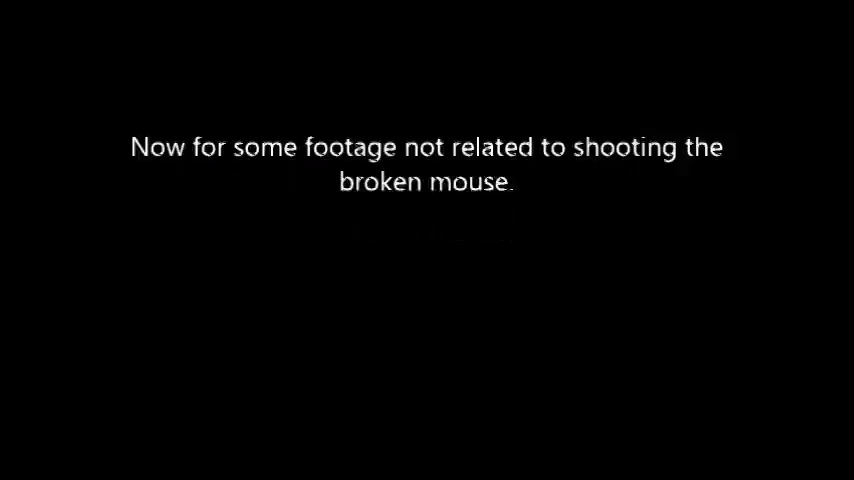 Now for some footage not related to shooting the
broken mouse.